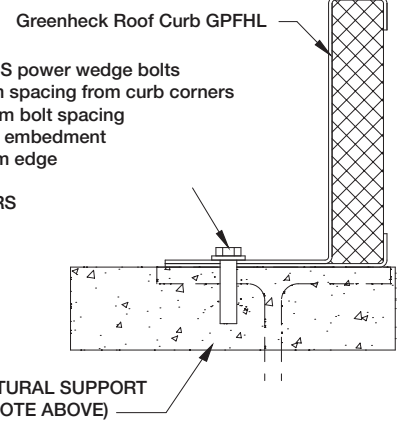 Greenheck Roof Curb GPFHL
S power wedge bolts
spacing from curb corners
bolt spacing
embedment
edge
TURAL SUPPORT
OTE ABOVE)